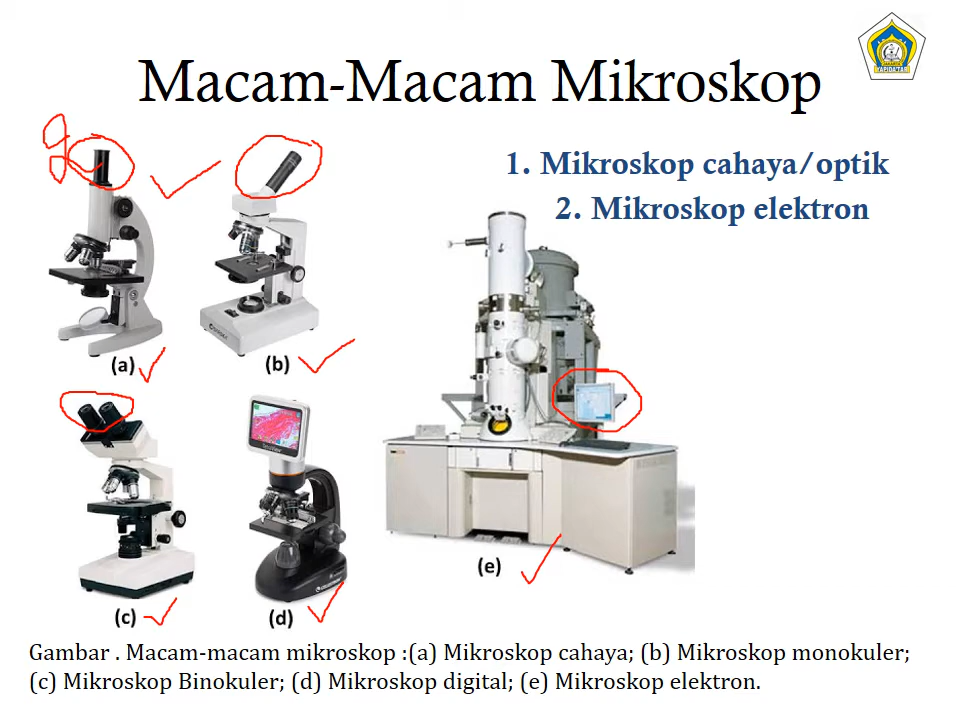 Macam-Macam Mikroskop
1. Mikroskop cahaya/optik
2. Mikroskop elektron
(a)
(b)
(c)
(d)
(e)
Gambar . Macam-macam mikroskop :(a) Mikroskop cahaya; (b) Mikroskop monokuler;
(c) Mikroskop Binokuler; (d) Mikroskop digital; (e) Mikroskop elektron.